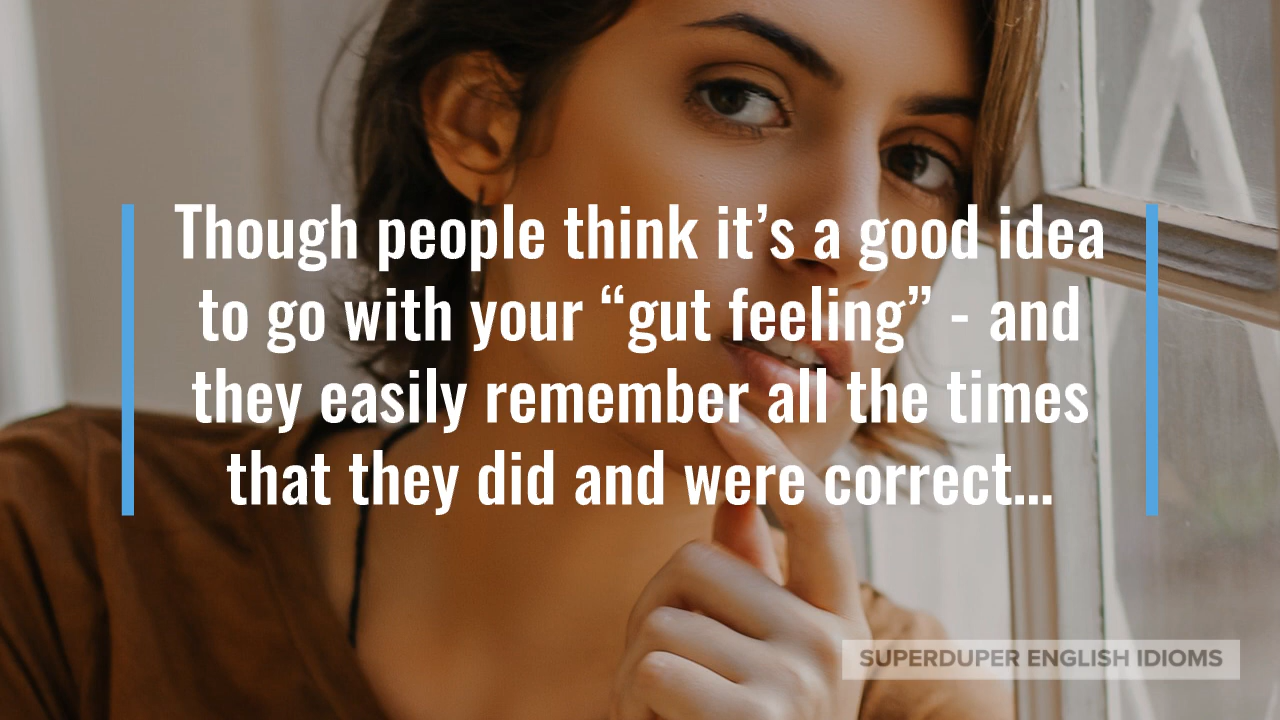 Though people think it’s a good idea
to go with your “gut feeling” - and
they easily remember all the times
that they did and were correct...
SUPERDUPER ENGLISH IDIOMS